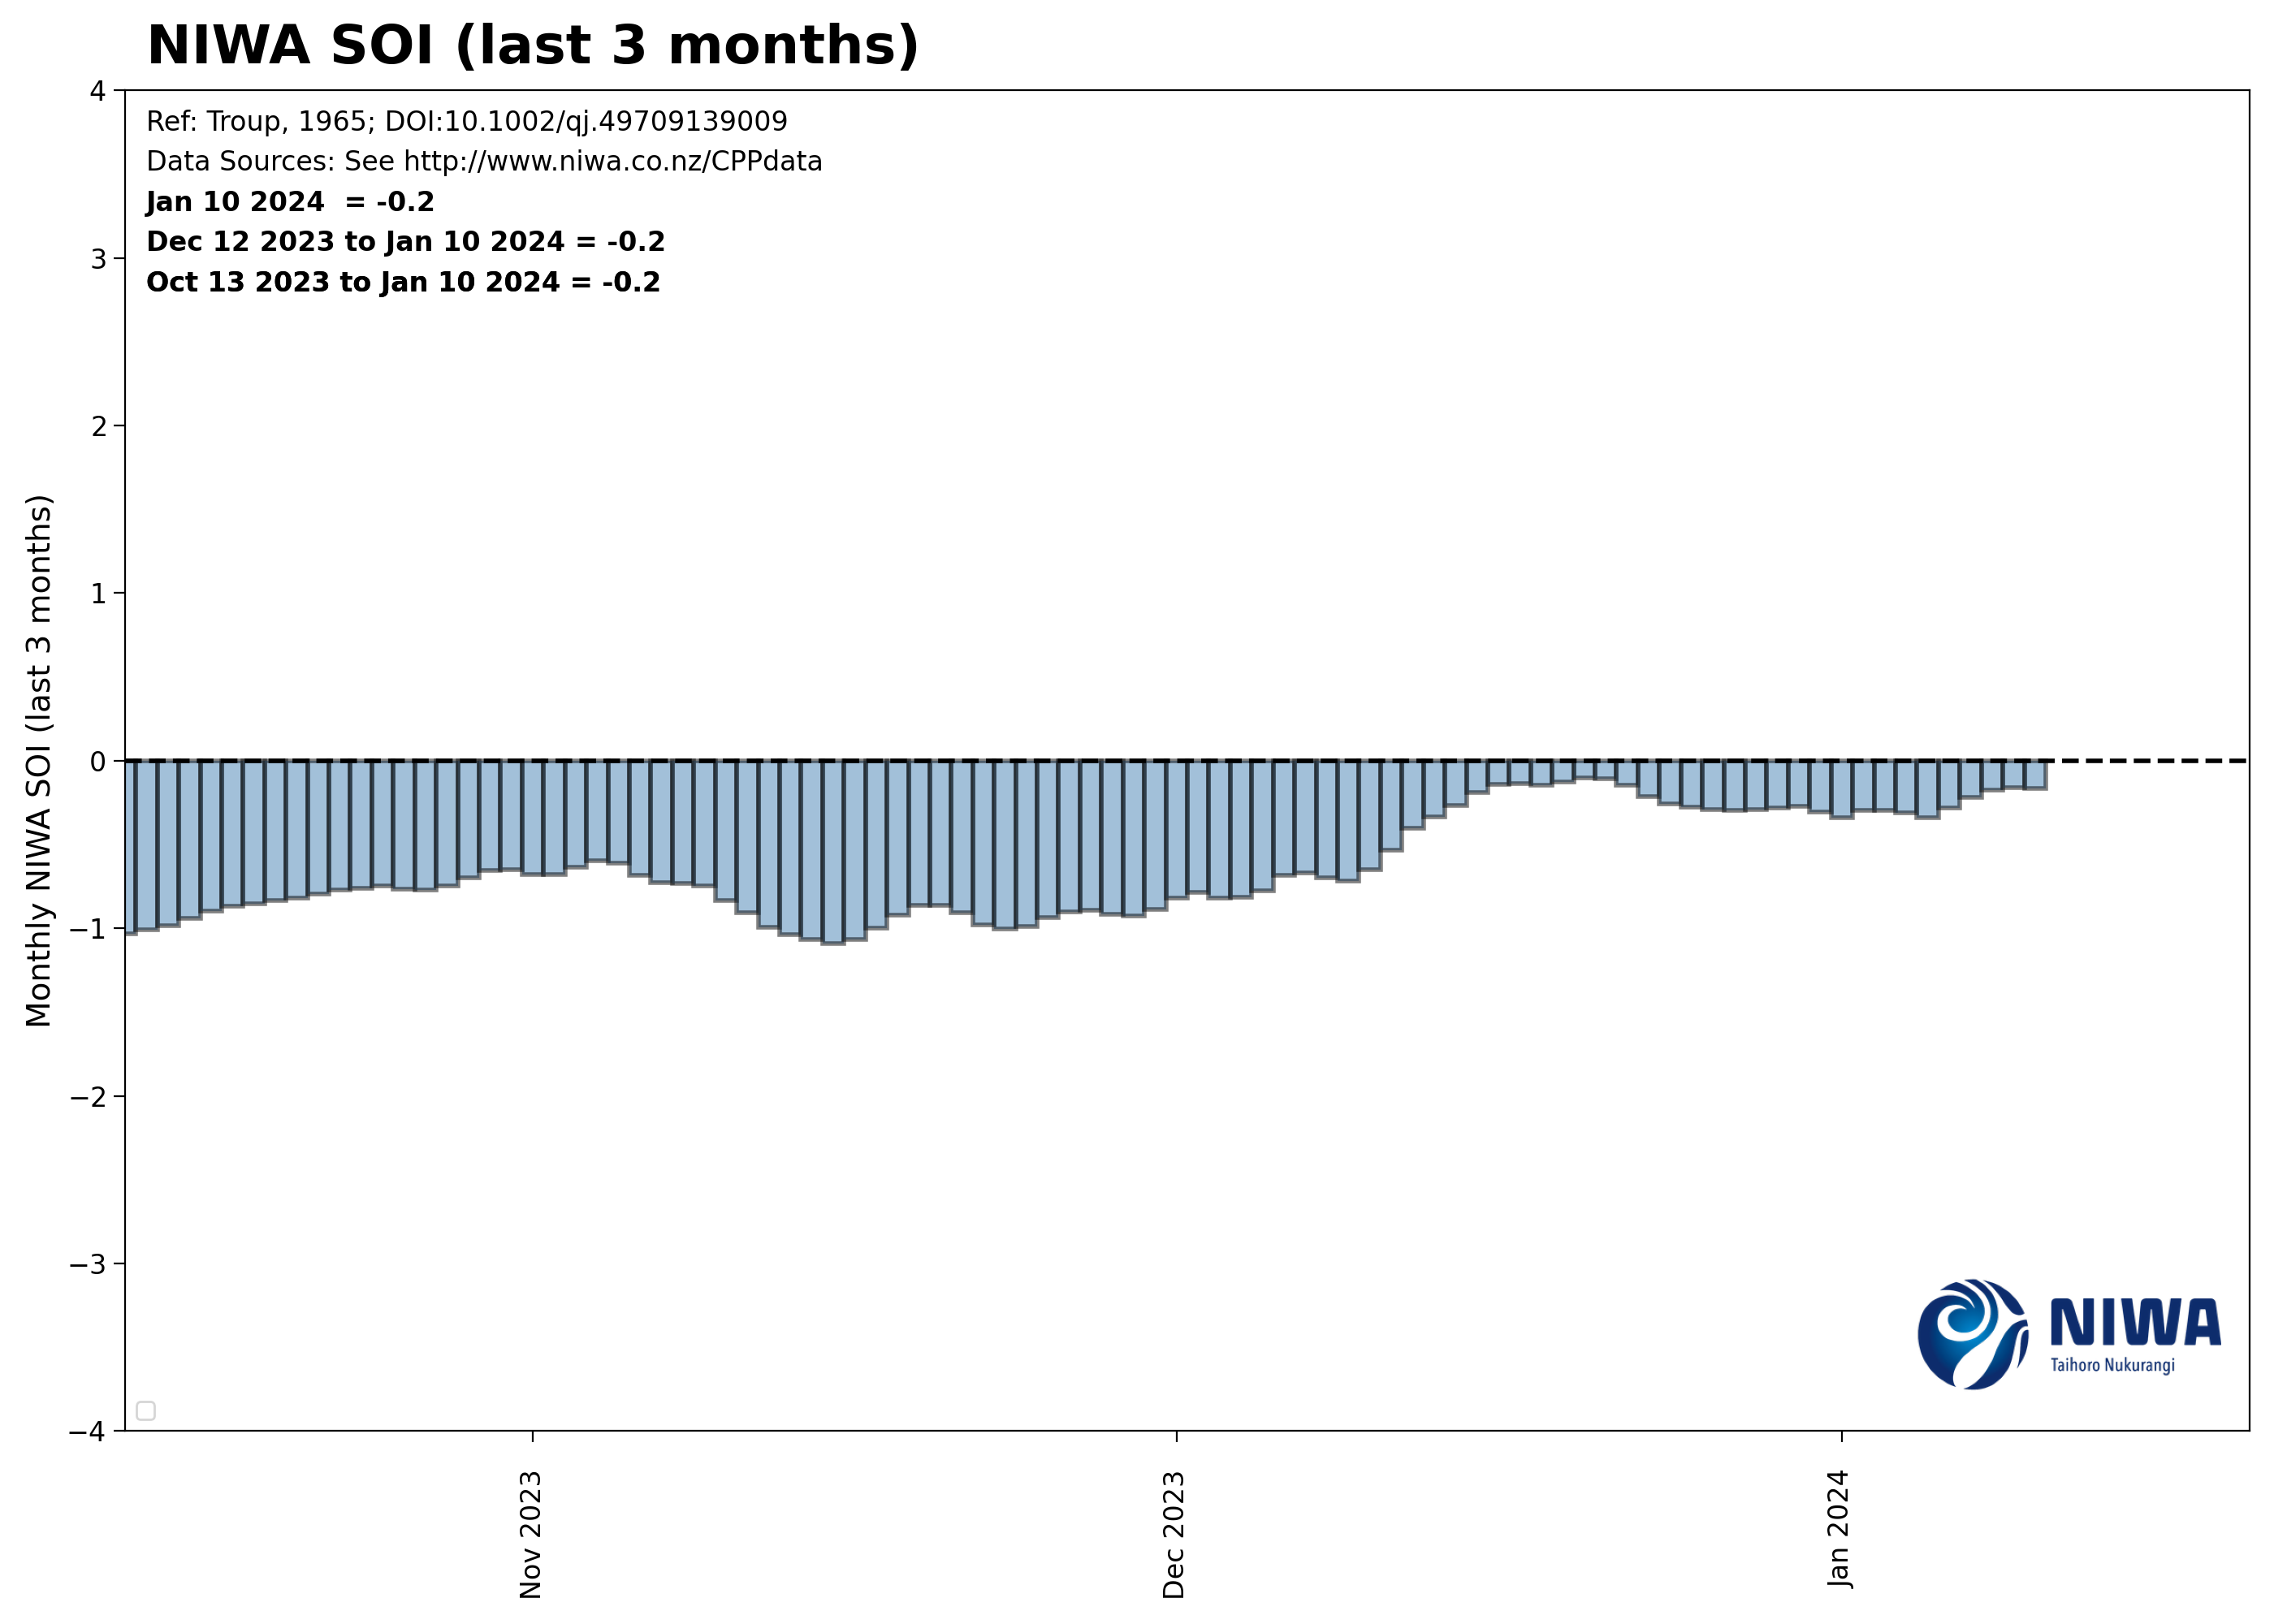 NIWA SOI (last 3 months)
Ref: Troup, 1965; DOI:10.1002/qj.49709139009
Data Sources: See http://www.niwa.co.nz/CPPdata
Jan 10 2024  = -0.2
Dec 12 2023 to Jan 10 2024 = -0.2
Oct 13 2023 to Jan 10 2024 = -0.2
Monthly NIWA SOI (last 3 months)
4
3
2
1
0
−1
−2
−3
−4
Nov 2023
Dec 2023
Jan 2024
NIWA
Taihoro Nukurangi